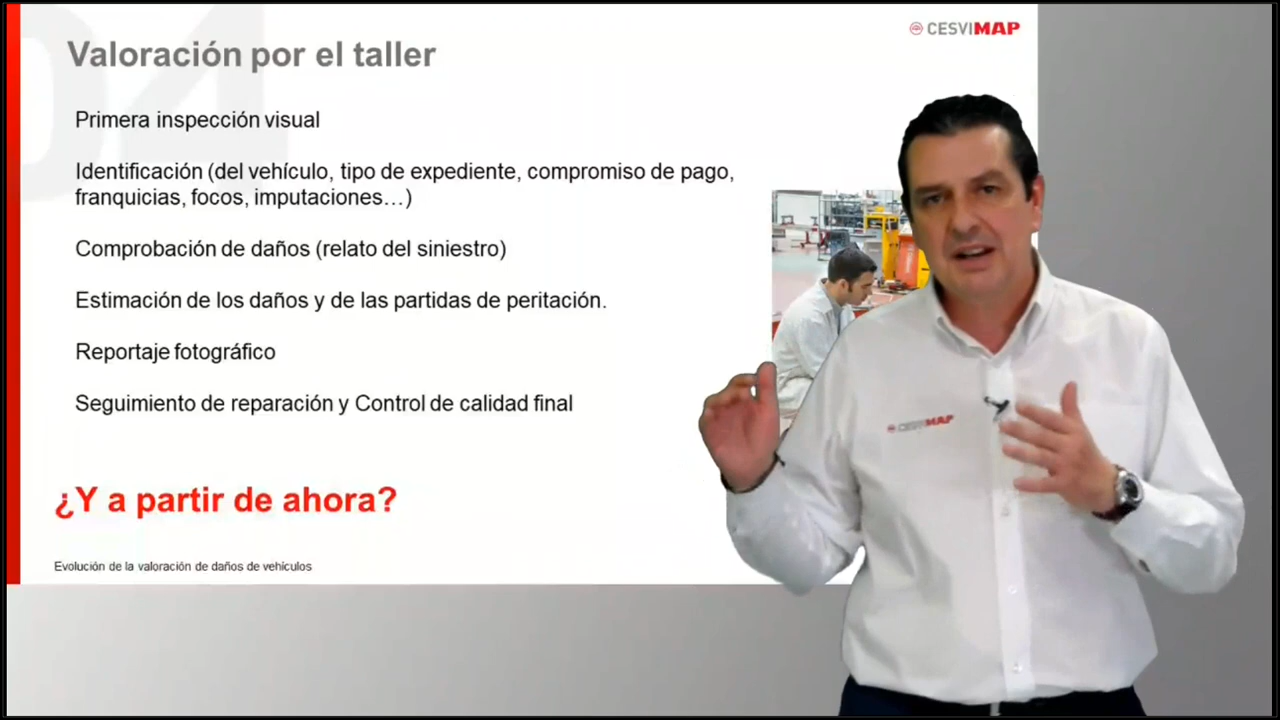 04
CESVIMAP
Valoración por el taller
Primera inspección visual
Identificación (del vehículo, tipo de expediente, compromiso de pago,
franquicias, focos, imputaciones…)
Comprobación de daños (relato del siniestro)
Estimación de los daños y de las partidas de peritación.
Reportaje fotográfico
Seguimiento de reparación y Control de calidad final
CESVIMAP
¿Y a partir de ahora?
Evolución de la valoración de daños de vehículos